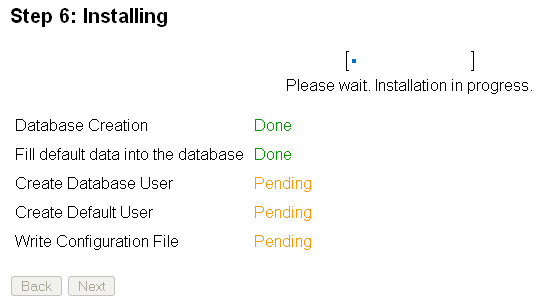 Step 6: Installing
[ ]
Please wait. Installation in progress.
Database Creation Done
Fill default data into the database Done
Create Database User Pending
Create Default User Pending
Write Configuration File Pending
Back Next